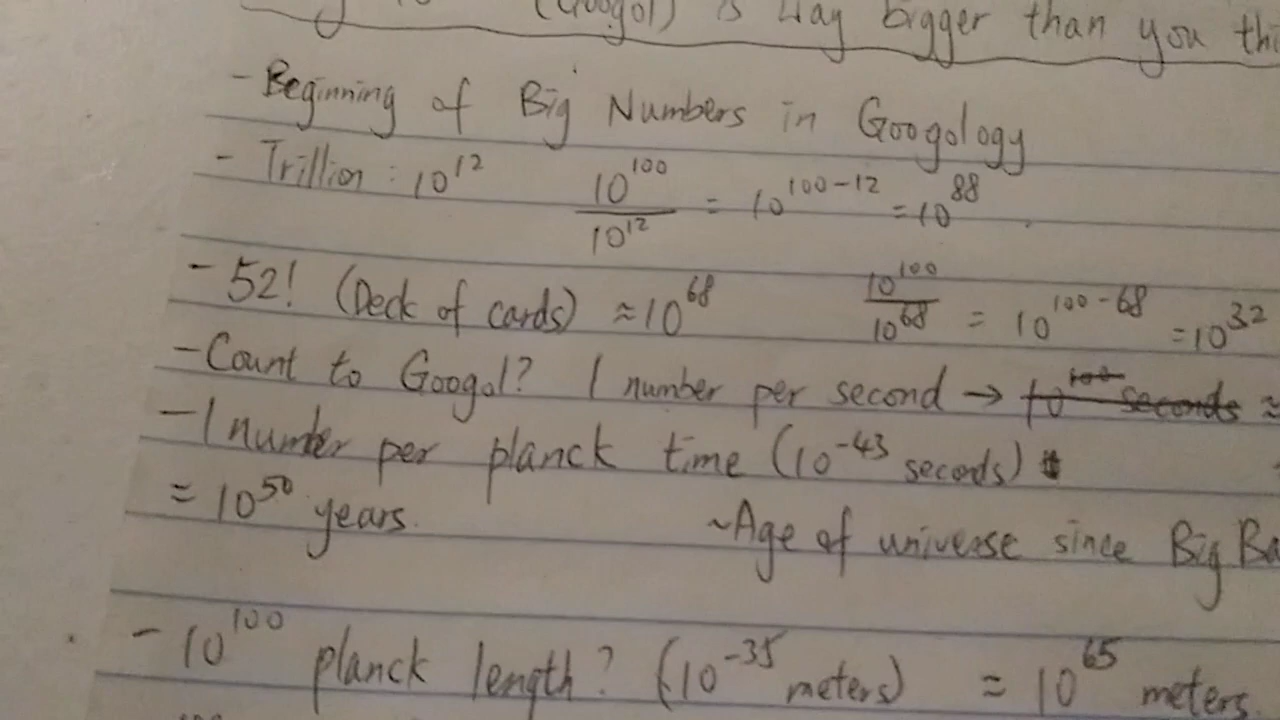 (Googol) is way bigger than you thi
- Beginning of Big Numbers in Googology
- Trillion : 10^12 10^100/10^12 = 10^100-12 = 10^88
- 52! (Deck of cards) ≈ 10^68 10^100/10^68 = 10^100-68 = 10^32
- Count to Googol? 1 number per second → 10^100 seconds ≈
- 1 number per planck time (10^-43 seconds)
= 10^50 years. ~Age of universe since Big Ba
- 10^100 planck length? (10^-35 meters) = 10^65 meters.